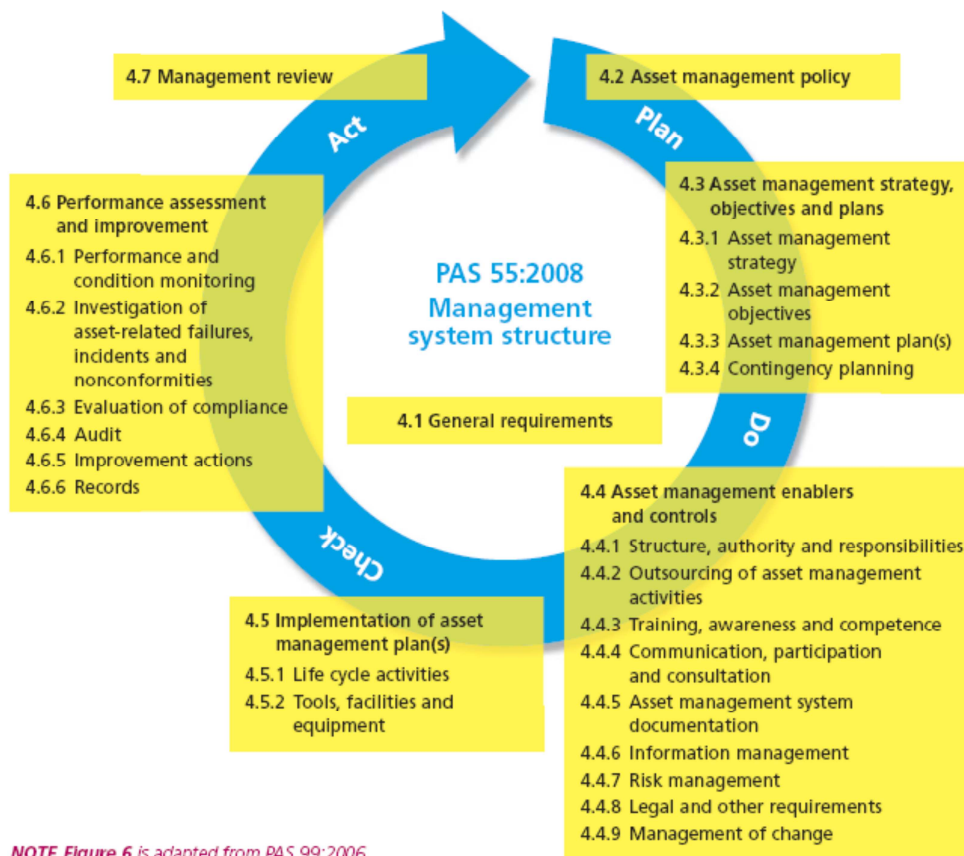 4.7 Management review
4.2 Asset management policy
Act
Plan
4.6 Performance assessment
and improvement
4.6.1 Performance and
condition monitoring
4.6.2 Investigation of
asset-related failures,
incidents and
nonconformities
4.6.3 Evaluation of compliance
4.6.4 Audit
4.6.5 Improvement actions
4.6.6 Records
4.3 Asset management strategy,
objectives and plans
4.3.1 Asset management
strategy
4.3.2 Asset management
objectives
4.3.3 Asset management plan(s)
4.3.4 Contingency planning
PAS 55:2008
Management
system structure
4.1 General requirements
Do
Check
4.4 Asset management enablers
and controls
4.4.1 Structure, authority and responsibilities
4.4.2 Outsourcing of asset management
activities
4.4.3 Training, awareness and competence
4.4.4 Communication, participation
and consultation
4.4.5 Asset management system
documentation
4.4.6 Information management
4.4.7 Risk management
4.4.8 Legal and other requirements
4.4.9 Management of change
4.5 Implementation of asset
management plan(s)
4.5.1 Life cycle activities
4.5.2 Tools, facilities and
equipment
NOTE Figure 6 is adapted from PAS 99:2006